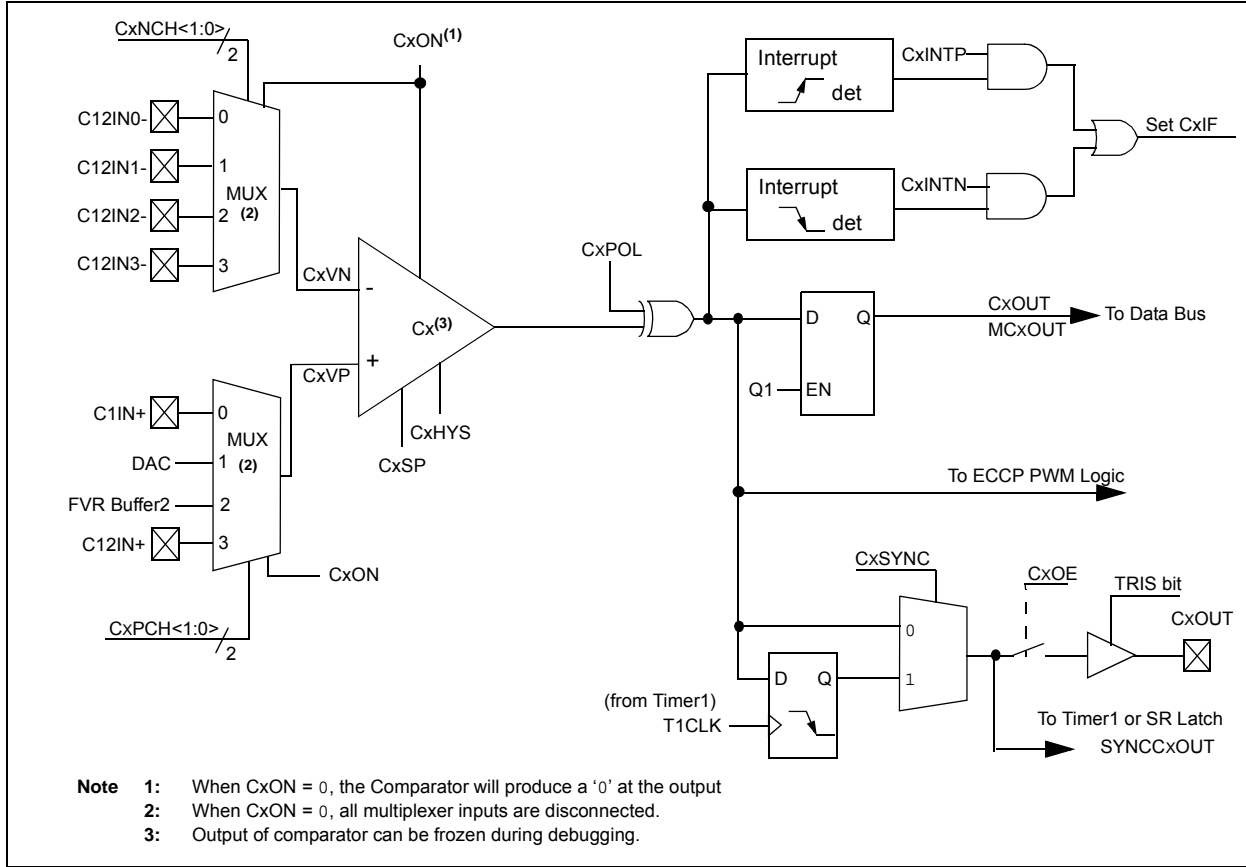 CxNCH<1:0>
2
CxON(1)
C12IN0-
C12IN1-
C12IN2-
C12IN3-
0
1
2
3
MUX
(2)
CxVN
-
Cx(3)
+
CxVP
CxHYS
CxSP
C1IN+
DAC
FVR Buffer2
C12IN+
0
1
2
3
MUX
(2)
CxON
CxPCH<1:0>
2
CxPOL
Interrupt
det
CxINTP
Interrupt
det
CxINTN
Set CxIF
D
Q
EN
Q1
CxOUT
MCxOUT
To Data Bus
To ECCP PWM Logic
CxSYNC
0
1
D
Q
(from Timer1)
T1CLK
CxOE
TRIS bit
CxOUT
To Timer1 or SR Latch
SYNCCxOUT
Note 1: When CxON = 0, the Comparator will produce a ‘0’ at the output
2: When CxON = 0, all multiplexer inputs are disconnected.
3: Output of comparator can be frozen during debugging.